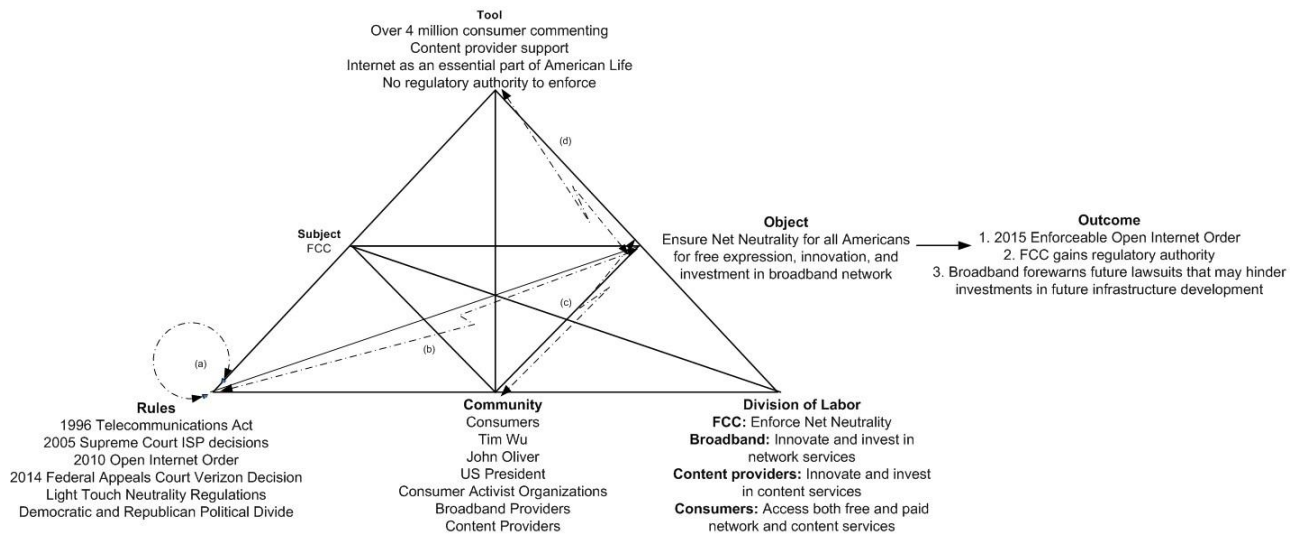 Tool
Over 4 million consumer commenting
Content provider support
Internet as an essential part of American Life
No regulatory authority to enforce
(d)
Subject
FCC
Object
Ensure Net Neutrality for all Americans
for free expression, innovation, and
investment in broadband network
Outcome
1. 2015 Enforceable Open Internet Order
2. FCC gains regulatory authority
3. Broadband forewarns future lawsuits that may hinder
investments in future infrastructure development
(c)
(b)
(a)
Rules
1996 Telecommunications Act
2005 Supreme Court ISP decisions
2010 Open Internet Order
2014 Federal Appeals Court Verizon Decision
Light Touch Neutrality Regulations
Democratic and Republican Political Divide
Community
Consumers
Tim Wu
John Oliver
US President
Consumer Activist Organizations
Broadband Providers
Content Providers
Division of Labor
FCC: Enforce Net Neutrality
Broadband: Innovate and invest in
network services
Content providers: Innovate and invest
in content services
Consumers: Access both free and paid
network and content services